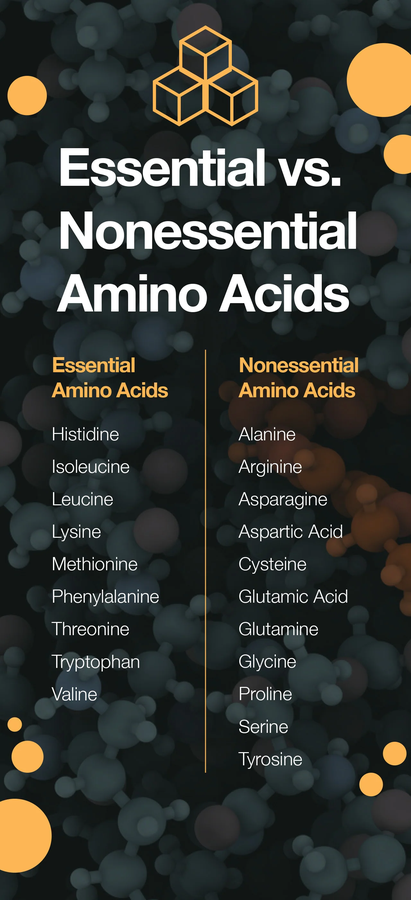 Essential vs.
Nonessential
Amino Acids
Essential
Amino Acids
Histidine
Isoleucine
Leucine
Lysine
Methionine
Phenylalanine
Threonine
Tryptophan
Valine
Nonessential
Amino Acids
Alanine
Arginine
Asparagine
Aspartic Acid
Cysteine
Glutamic Acid
Glutamine
Glycine
Proline
Serine
Tyrosine